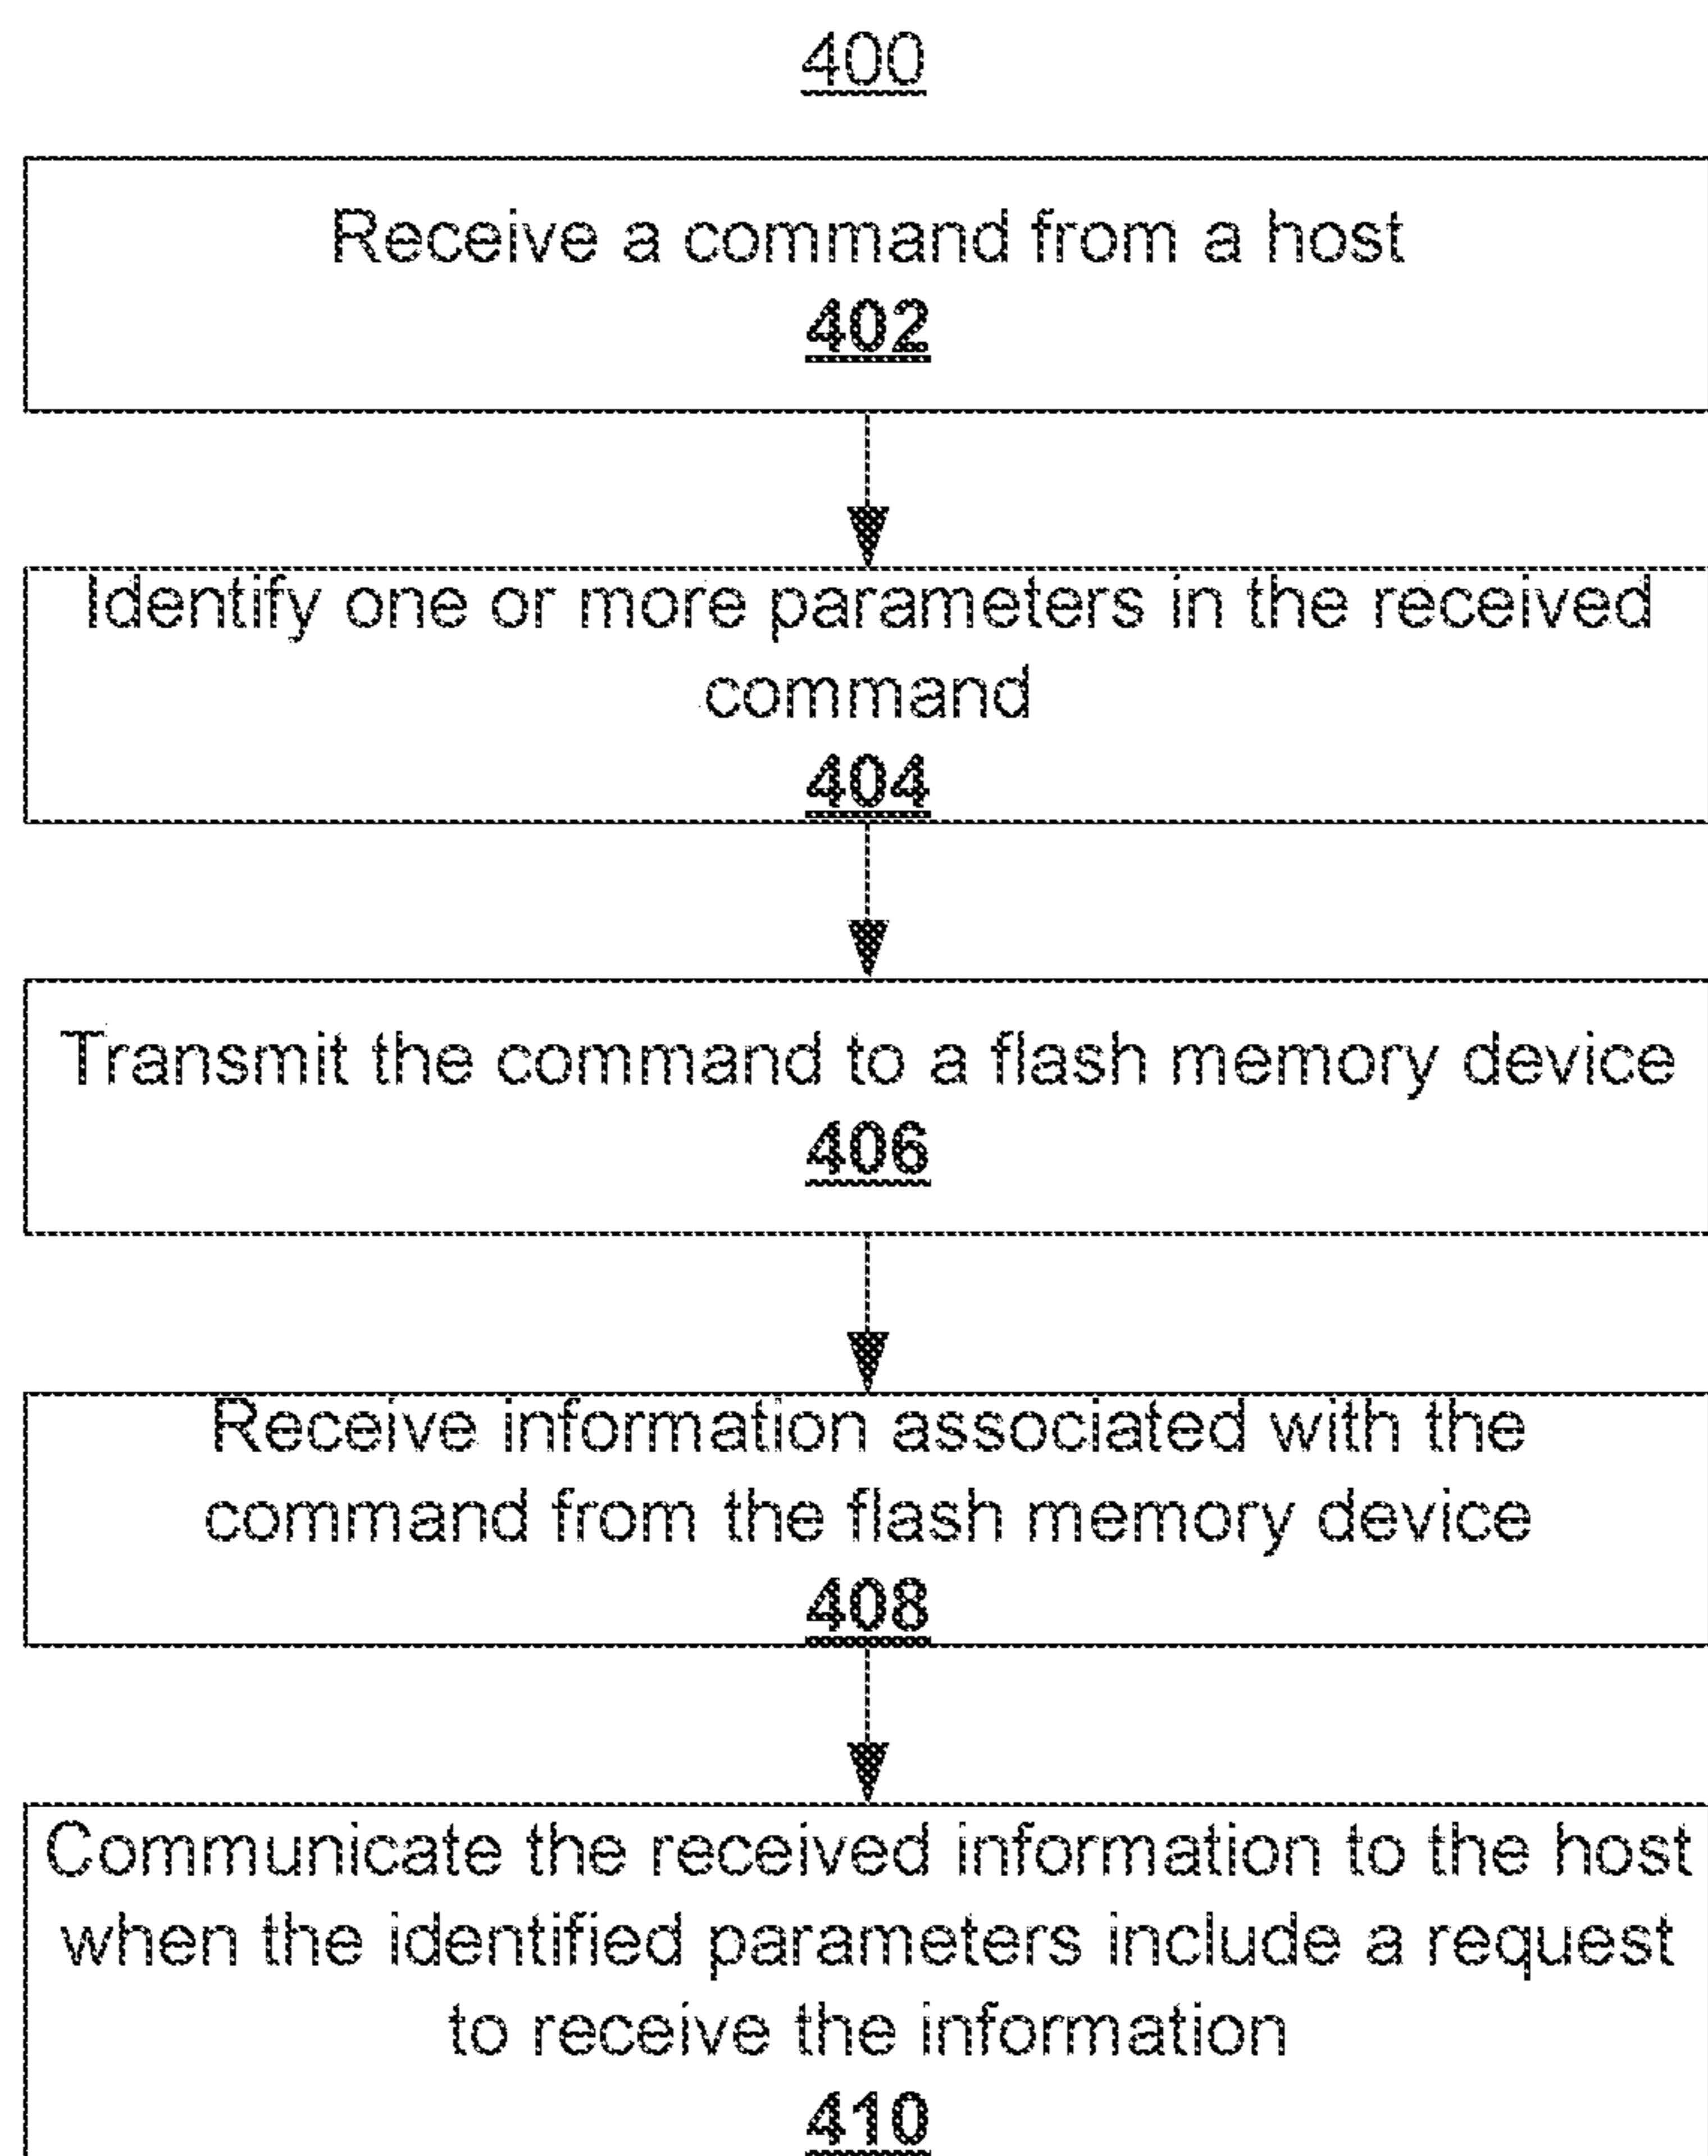 400
Receive a command from a host
402
Identify one or more parameters in the received
command
404
Transmit the command to a flash memory device
406
Receive information associated with the
command from the flash memory device
408
Communicate the received information to the host
when the identified parameters include a request
to receive the information
410